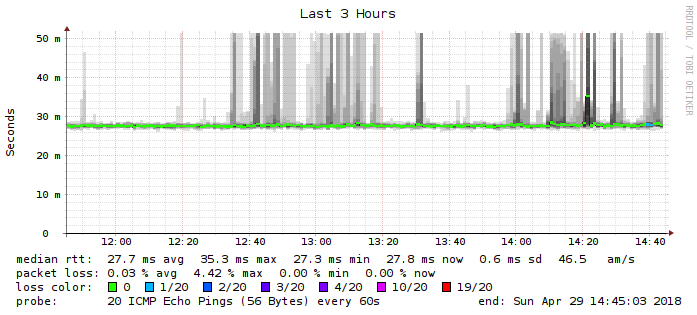 Last 3 Hours
RRDTOOL / TOBI OETIKER
Seconds
50 m
40 m
30 m
20 m
10 m
0
12:00 12:20 12:40 13:00 13:20 13:40 14:00 14:20 14:40
median rtt: 27.7 ms avg 35.3 ms max 27.3 ms min 27.8 ms now 0.6 ms sd 46.5 am/s
packet loss: 0.03 % avg 4.42 % max 0.00 % min 0.00 % now
loss color: 0 1/20 2/20 3/20 4/20 10/20 19/20
probe: 20 ICMP Echo Pings (56 Bytes) every 60s end: Sun Apr 29 14:45:03 2018